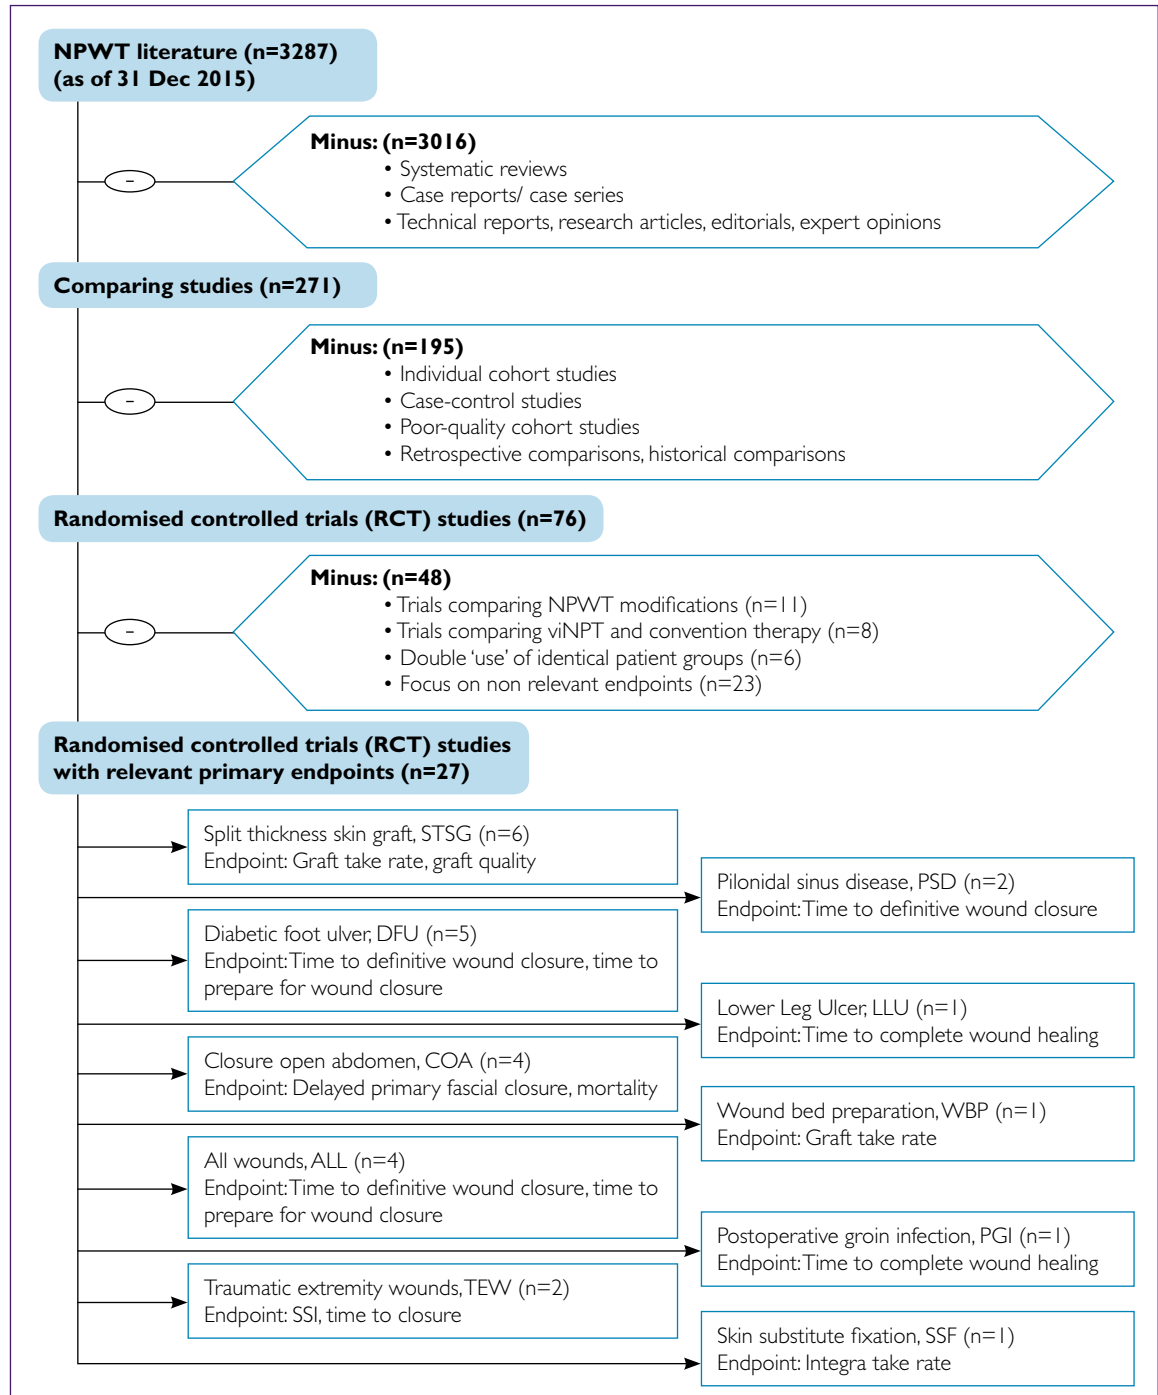 NPWT literature (n=3287)
(as of 31 Dec 2015)
–
Minus: (n=3016)
• Systematic reviews
• Case reports/ case series
• Technical reports, research articles, editorials, expert opinions
Comparing studies (n=271)
–
Minus: (n=195)
• Individual cohort studies
• Case-control studies
• Poor-quality cohort studies
• Retrospective comparisons, historical comparisons
Randomised controlled trials (RCT) studies (n=76)
–
Minus: (n=48)
• Trials comparing NPWT modifications (n=11)
• Trials comparing viNPT and convention therapy (n=8)
• Double ‘use’ of identical patient groups (n=6)
• Focus on non relevant endpoints (n=23)
Randomised controlled trials (RCT) studies
with relevant primary endpoints (n=27)
Split thickness skin graft, STSG (n=6)
Endpoint: Graft take rate, graft quality
Pilonidal sinus disease, PSD (n=2)
Endpoint: Time to definitive wound closure
Diabetic foot ulver, DFU (n=5)
Endpoint: Time to definitive wound closure, time to
prepare for wound closure
Lower Leg Ulcer, LLU (n=1)
Endpoint: Time to complete wound healing
Closure open abdomen, COA (n=4)
Endpoint: Delayed primary fascial closure, mortality
Wound bed preparation, WBP (n=1)
Endpoint: Graft take rate
All wounds, ALL (n=4)
Endpoint: Time to definitive wound closure, time to
prepare for wound closure
Postoperative groin infection, PGI (n=1)
Endpoint: Time to complete wound healing
Traumatic extremity wounds, TEW (n=2)
Endpoint: SSI, time to closure
Skin substitute fixation, SSF (n=1)
Endpoint: Integra take rate